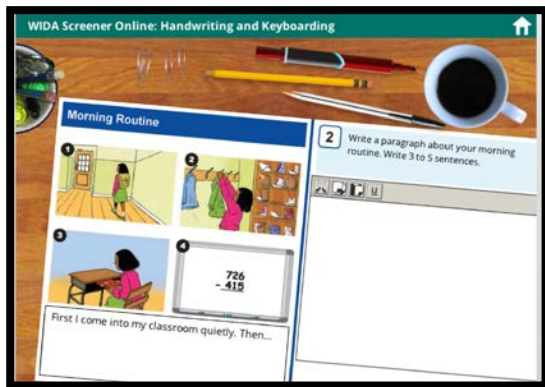 WIDA Screener Online: Handwriting and Keyboarding
Morning Routine
1
2
3
4
726
- 415
First I come into my classroom quietly. Then...
2
Write a paragraph about your morning
routine. Write 3 to 5 sentences.
U